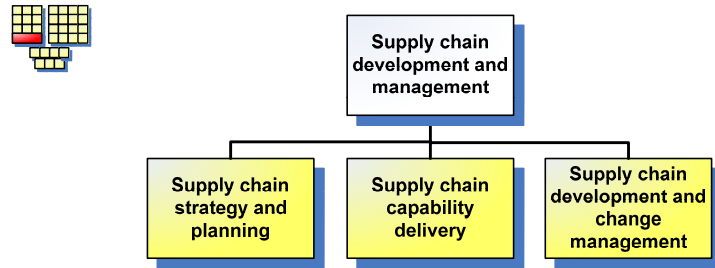 Supply chain
development and
management
Supply chain
strategy and
planning
Supply chain
capability
delivery
Supply chain
development and
change
management